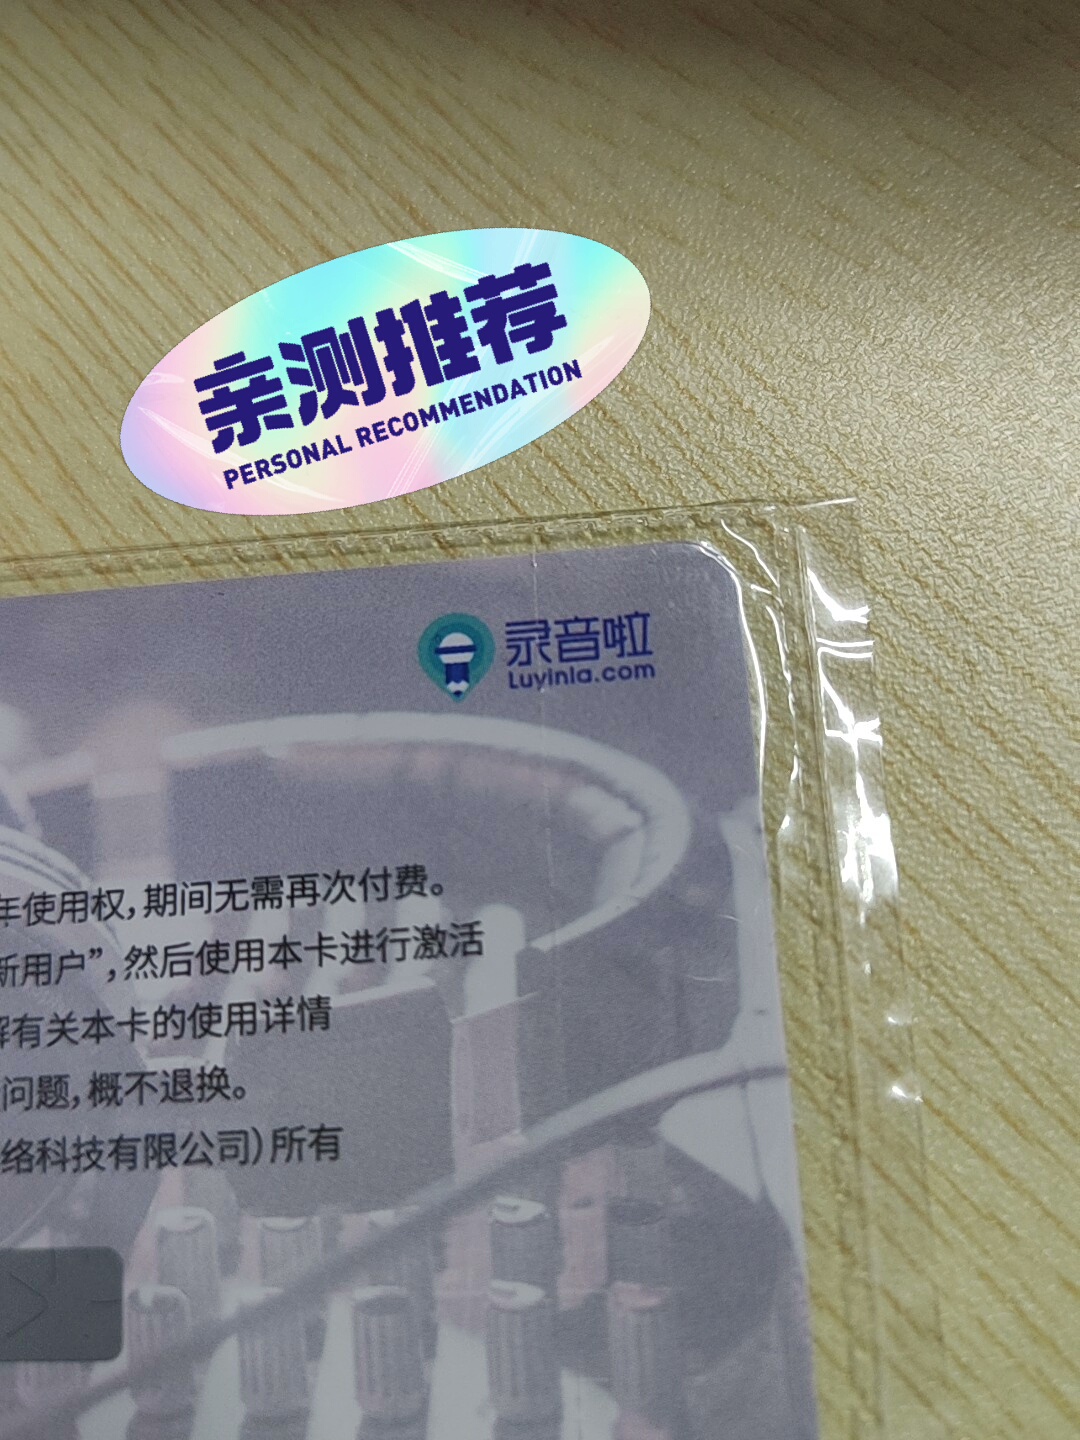 亲测推荐
PERSONAL RECOMMENDATION
录音啦
Luyinla.com
年使用权，期间无需再次付费。
新用户”，然后使用本卡进行激活
解有关本卡的使用详情
问题，概不退换。
络科技有限公司）所有